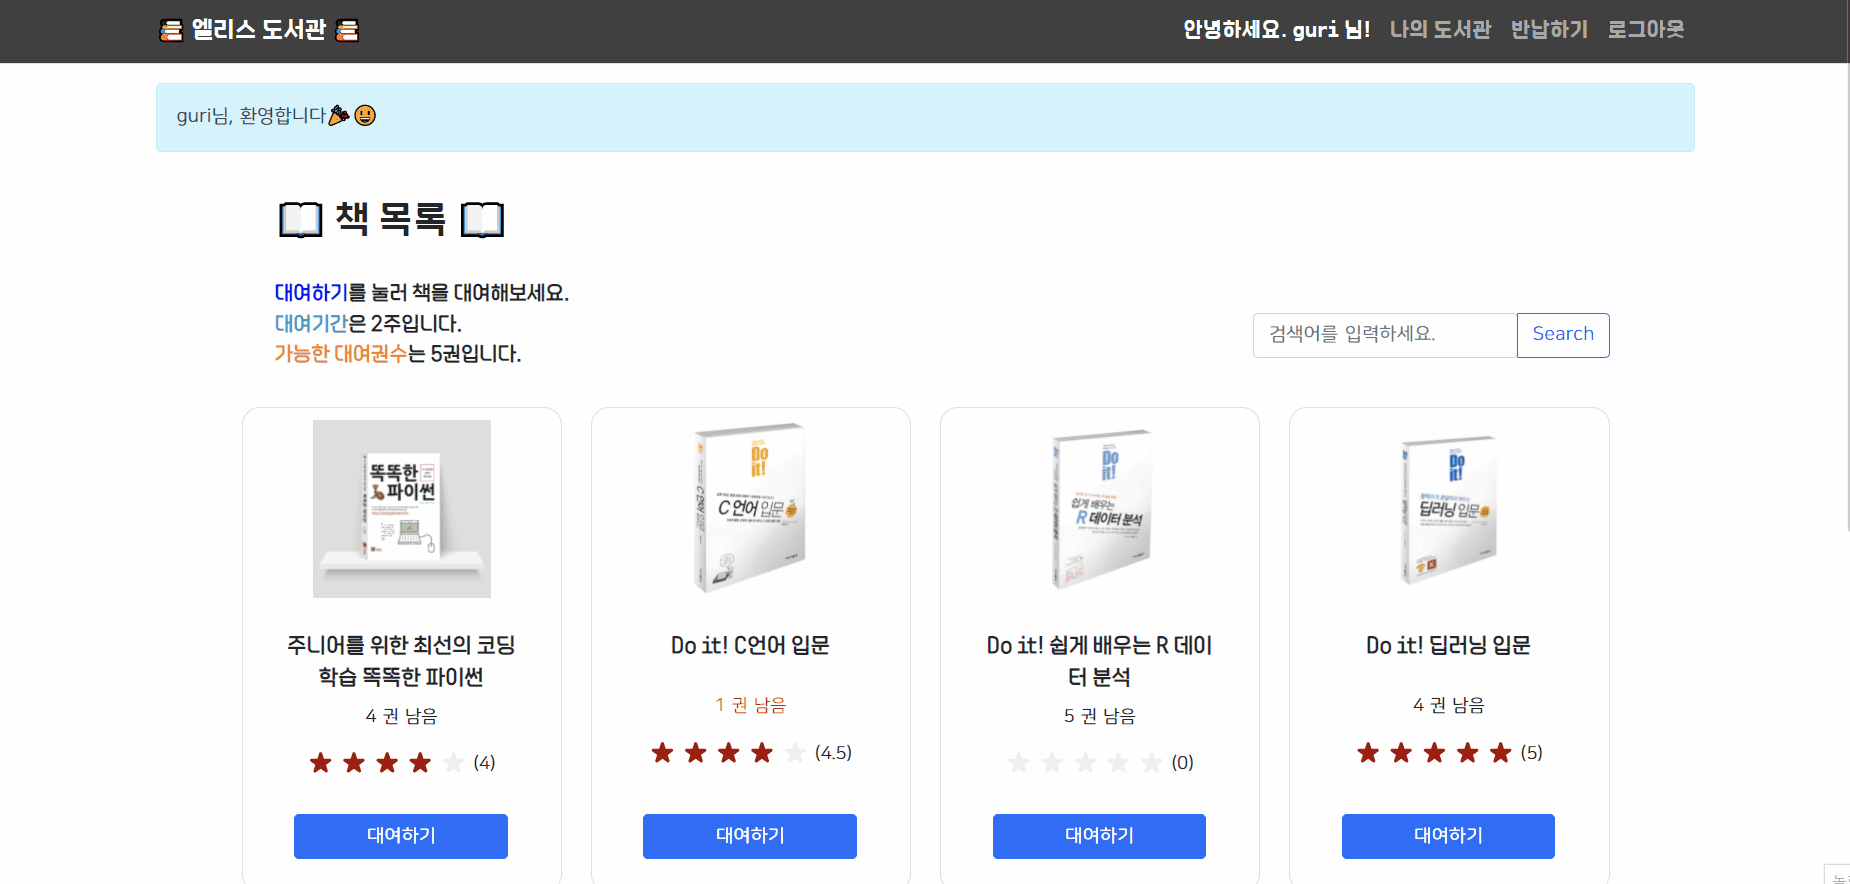 엘리스 도서관
안녕하세요. guri 님! 나의 도서관 반납하기 로그아웃
guri님, 환영합니다
책 목록
대여하기를 눌러 책을 대여해보세요.
대여기간은 2주입니다.
가능한 대여권수는 5권입니다.
검색어를 입력하세요. Search
똑똑한
파이썬
Do it!
C 언어 입문
Do it!
쉽게 배우는
R 데이터 분석
Do it!
딥러닝 입문
주니어를 위한 최선의 코딩
학습 똑똑한 파이썬
4 권 남음
(4)
대여하기
Do it! C언어 입문
1 권 남음
(4.5)
대여하기
Do it! 쉽게 배우는 R 데이
터 분석
5 권 남음
(0)
대여하기
Do it! 딥러닝 입문
4 권 남음
(5)
대여하기